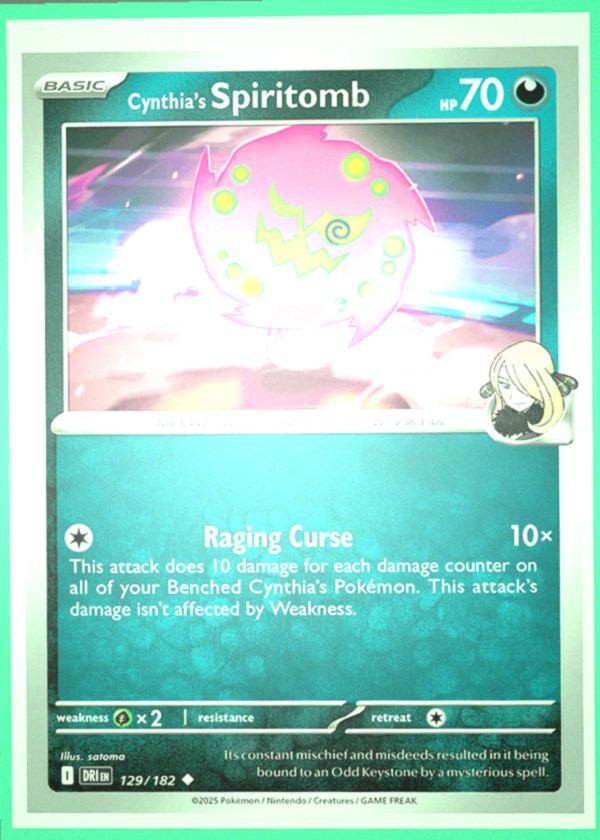 BASIC
Cynthia's Spiritomb HP 70
Raging Curse 10×
This attack does 10 damage for each damage counter on
all of your Benched Cynthia's Pokémon. This attack's
damage isn't affected by Weakness.
weakness ×2 resistance retreat
Illus. satoma
Its constant mischief and misdeeds resulted in it being
bound to an Odd Keystone by a mysterious spell.
I DRI EN 129/182
©2025 Pokémon / Nintendo / Creatures / GAME FREAK